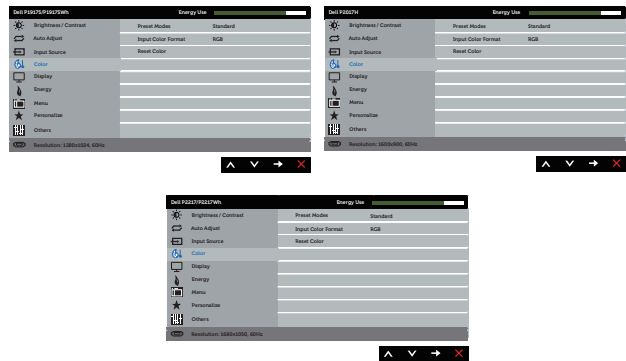 Dell P1917S/P1917SWh Energy Use
Brightness / Contrast Preset Modes Standard
Auto Adjust Input Color Format RGB
Input Source Reset Color
Color
Display
Energy
Menu
Personalize
Others
Resolution: 1280x1024, 60Hz
Dell P2017H Energy Use
Brightness / Contrast Preset Modes Standard
Auto Adjust Input Color Format RGB
Input Source Reset Color
Color
Display
Energy
Menu
Personalize
Others
Resolution: 1600x900, 60Hz
Dell P2217/P2217Wh Energy Use
Brightness / Contrast Preset Modes Standard
Auto Adjust Input Color Format RGB
Input Source Reset Color
Color
Display
Energy
Menu
Personalize
Others
Resolution: 1680x1050, 60Hz